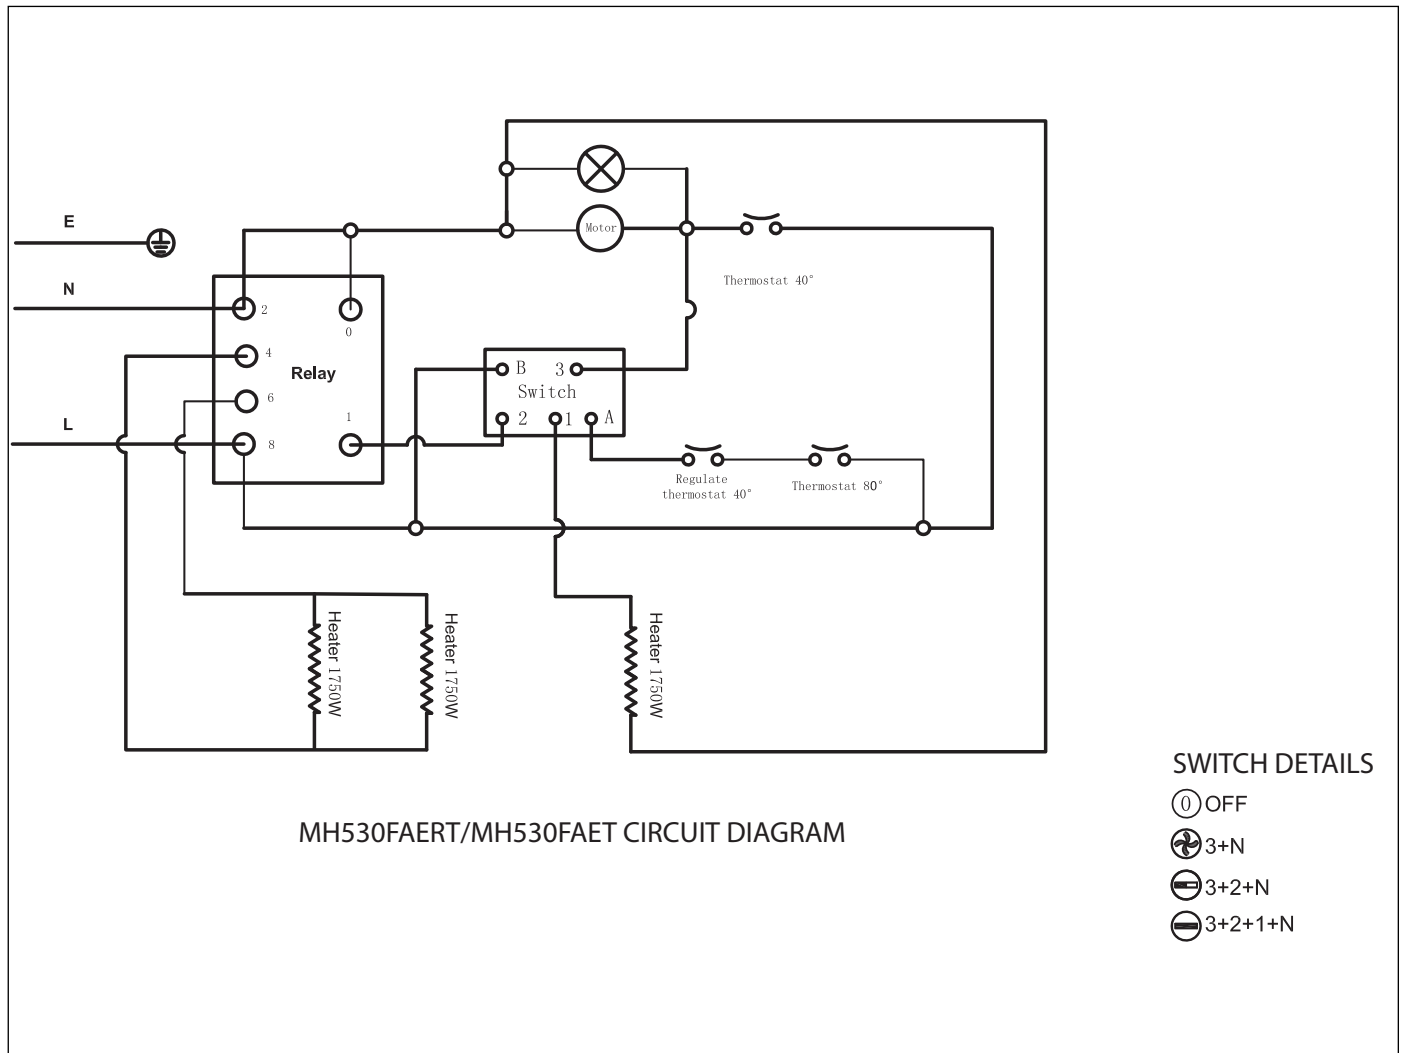 E
Motor
Thermostat 40°
N
2
0
4
Relay
B 3
Switch
6
L
1
2 1 A
8
Regulate
thermostat 40°
Thermostat 80°
Heater 1750W
Heater 1750W
Heater 1750W
SWITCH DETAILS
0 OFF
3+N
3+2+N
3+2+1+N
MH530FAERT/MH530FAET CIRCUIT DIAGRAM